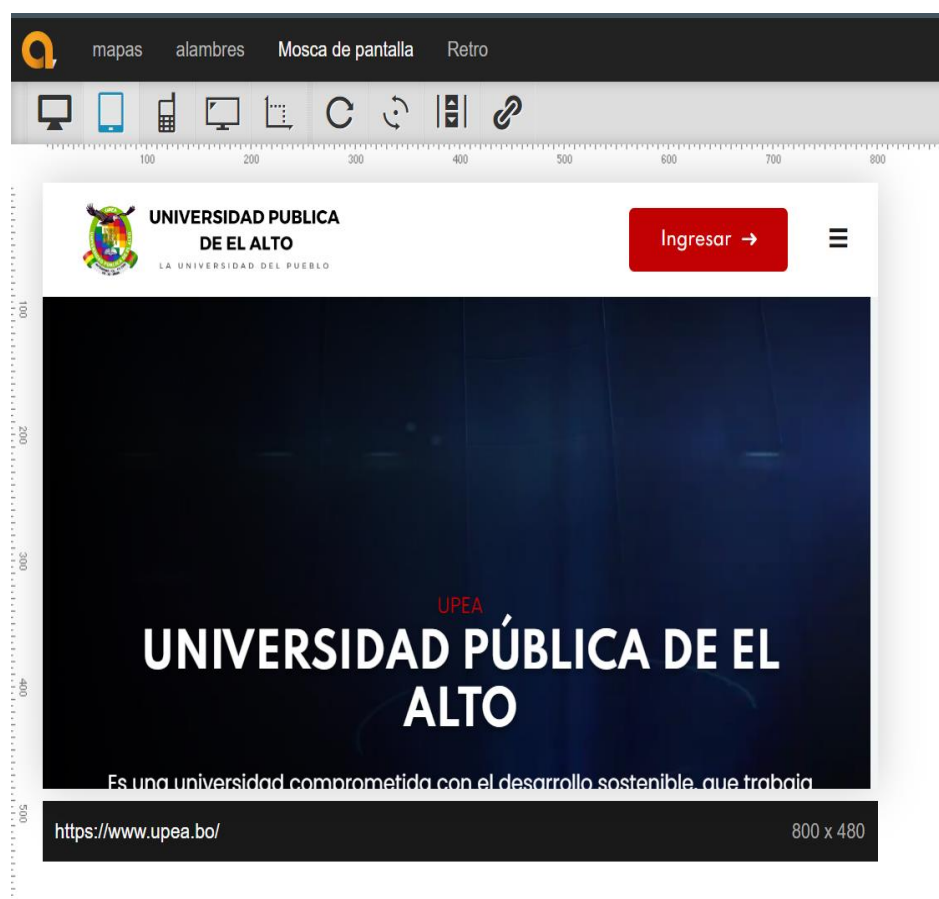 mapas alambres Mosca de pantalla Retro
100 200 300 400 500 600 700 800
UNIVERSIDAD PUBLICA
DE EL ALTO
LA UNIVERSIDAD DEL PUEBLO
Ingresar →
100
200
300
400
500
UPEA
UNIVERSIDAD PÚBLICA DE EL
ALTO
Es una universidad comprometida con el desarrollo sostenible, que trabaja
https://www.upea.bo/ 800 x 480